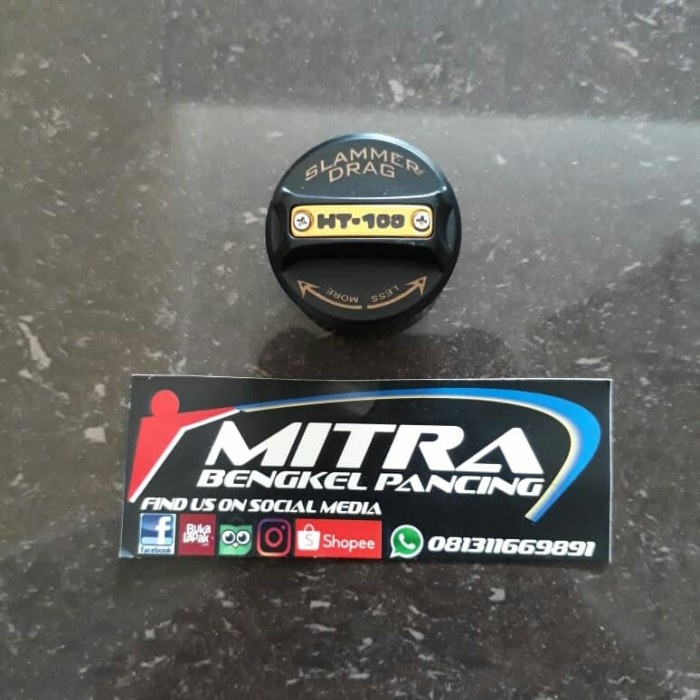 SLAMMER
DRAG
HT-100
MORE LESS
MITRA
BENGKEL PANCING
FIND US ON SOCIAL MEDIA
facebook
Buka
lapak
Shopee
081311669891